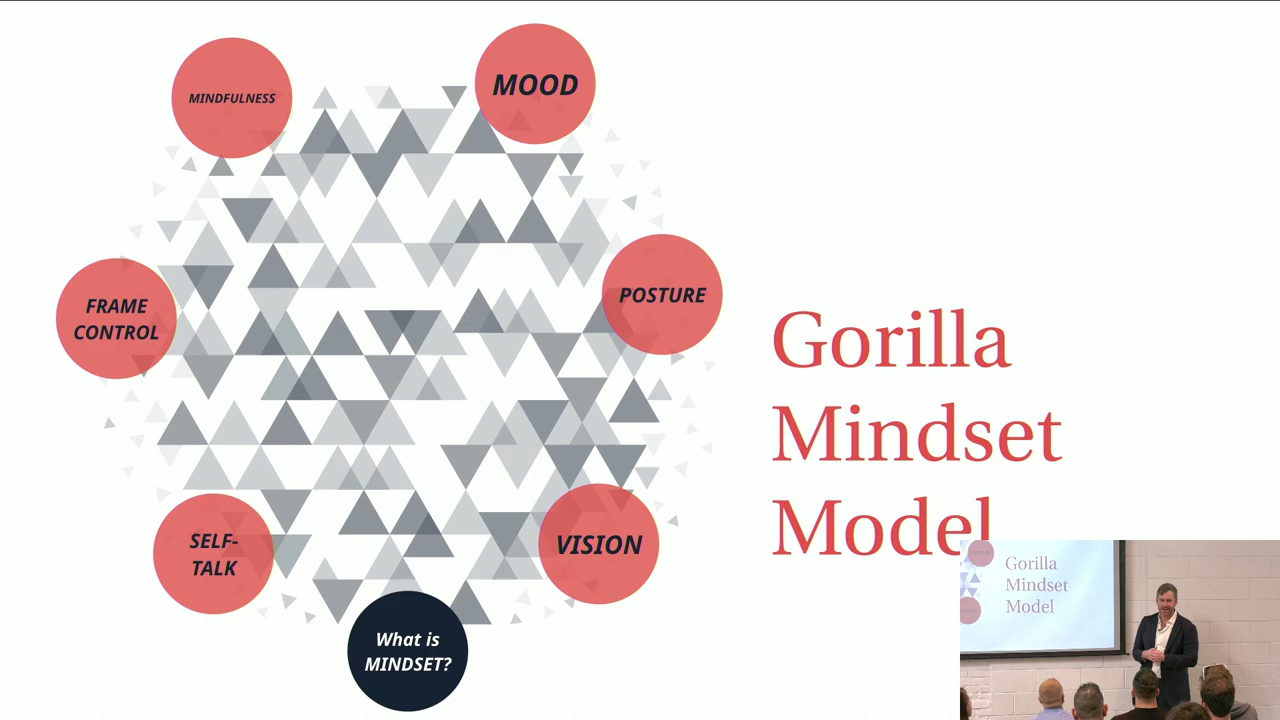 MINDFULNESS
MOOD
FRAME
CONTROL
POSTURE
SELF-
TALK
VISION
What is
MINDSET?
Gorilla
Mindset
Model
Gorilla
Mindset
Model